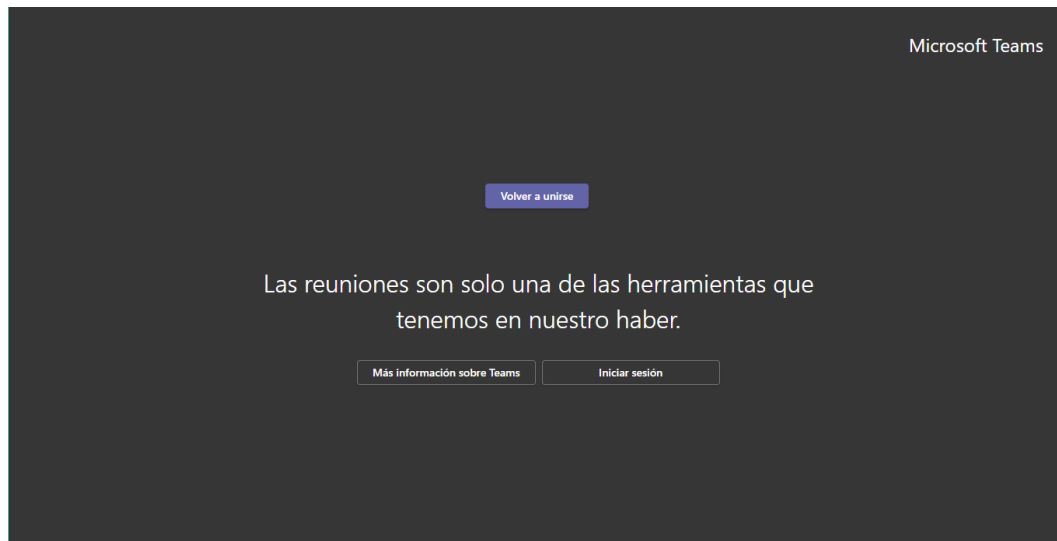 Microsoft Teams
Volver a unirse
Las reuniones son solo una de las herramientas que
tenemos en nuestro haber.
Más información sobre Teams
Iniciar sesión